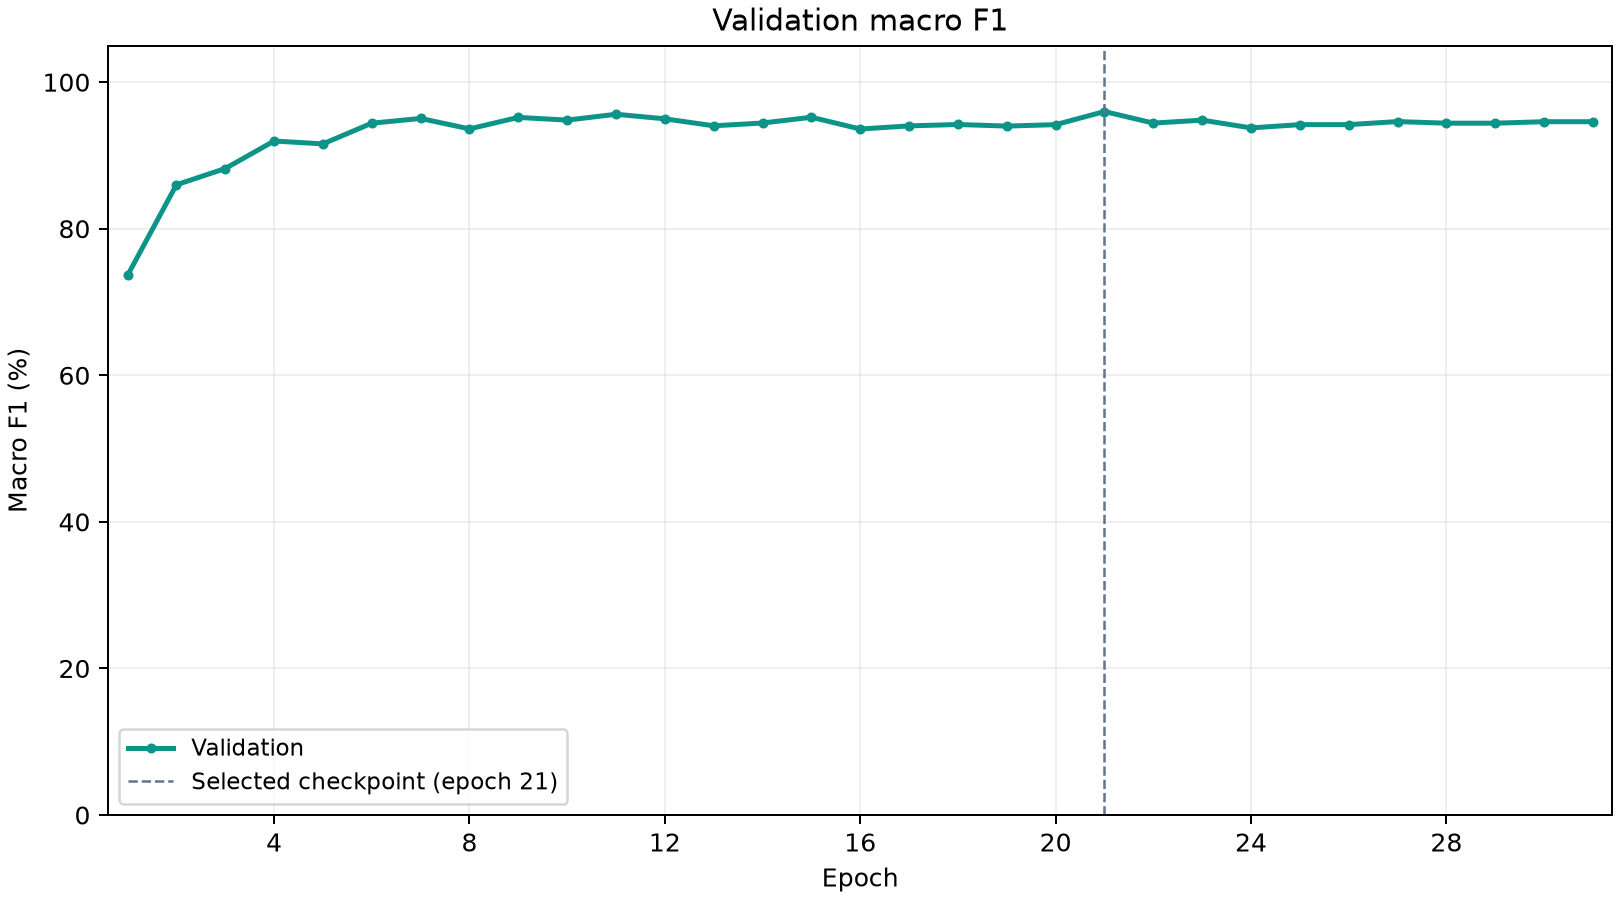 Validation macro F1
Macro F1 (%)
100
80
60
40
20
0
Validation
Selected checkpoint (epoch 21)
4 8 12 16 20 24 28
Epoch